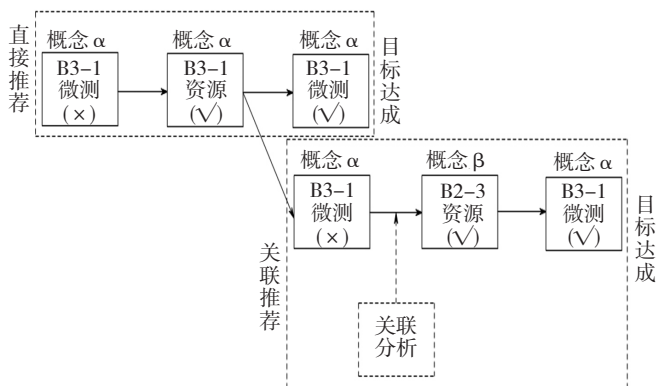 直接推荐
概念 α
B3-1
微测
(×)
概念 α
B3-1
资源
(√)
概念 α
B3-1
微测
(√)
目标达成
关联推荐
概念 α
B3-1
微测
(×)
概念 β
B2-3
资源
(√)
概念 α
B3-1
微测
(√)
目标达成
关联
分析